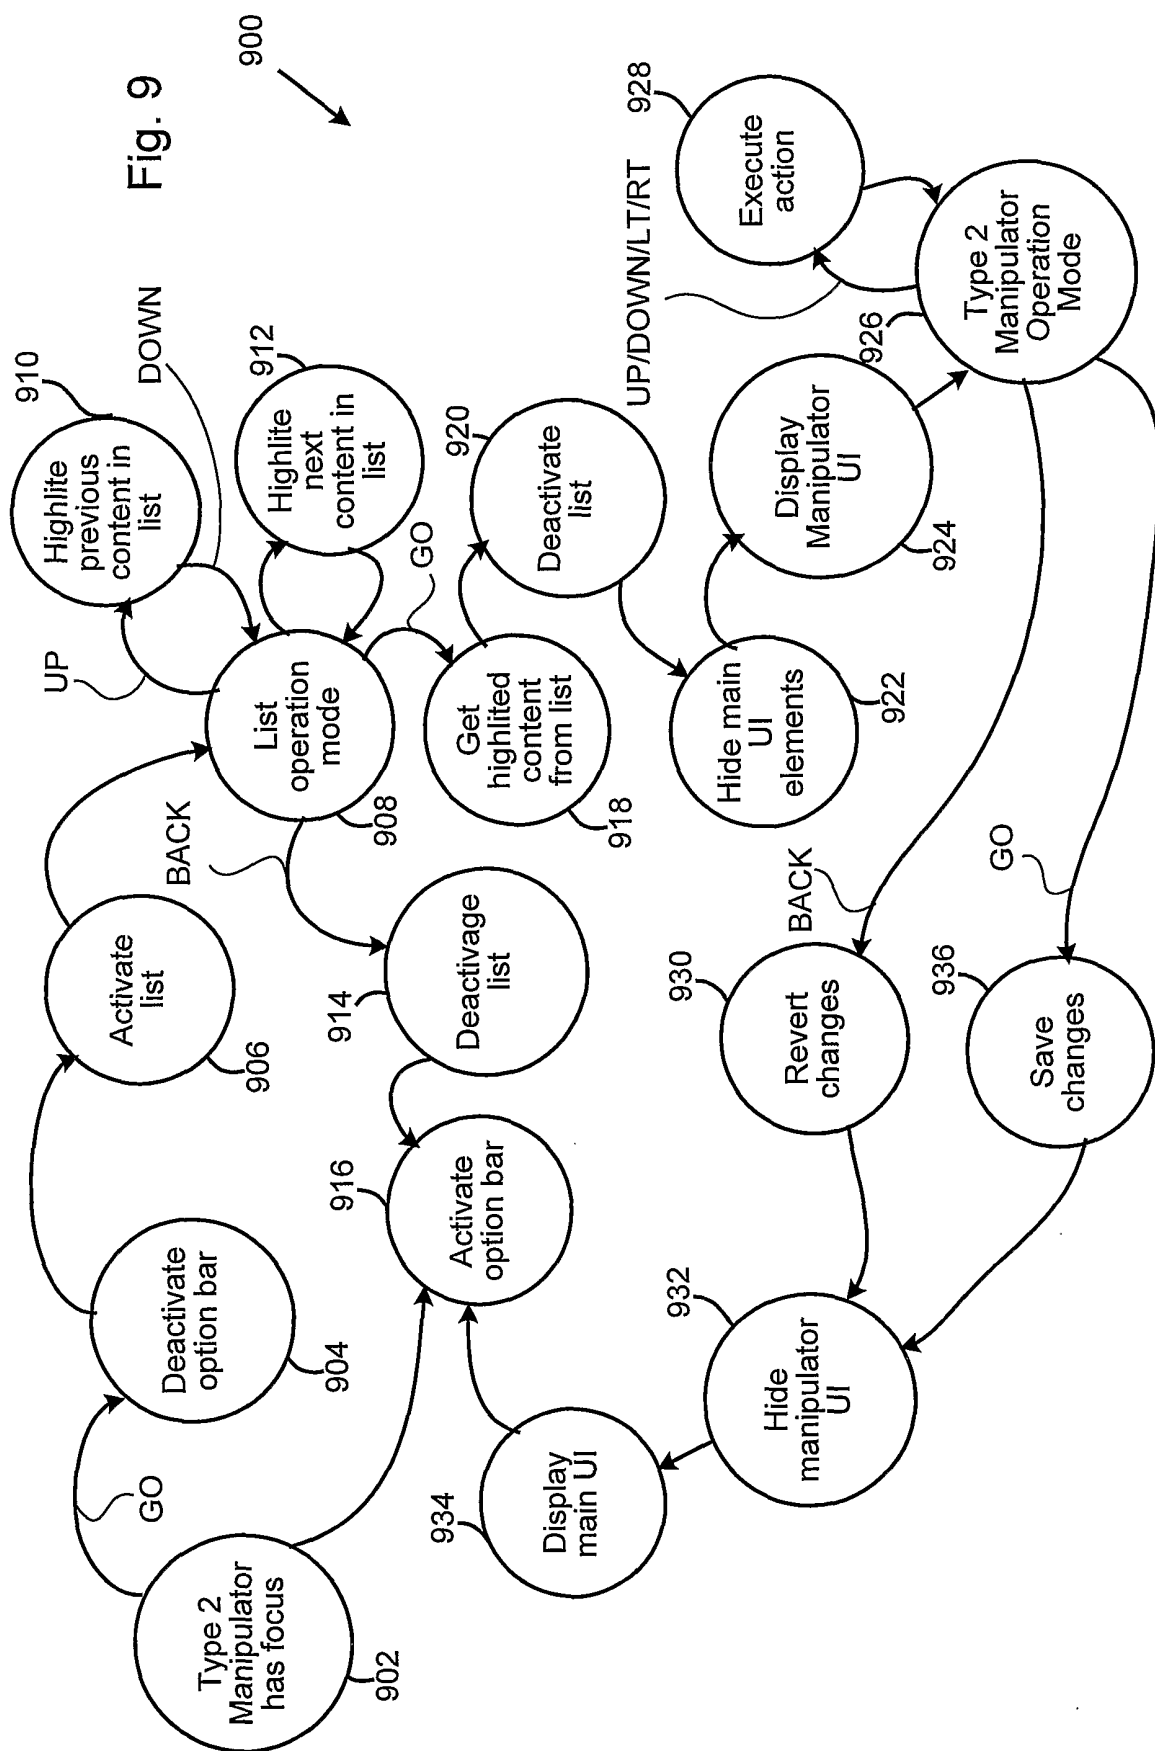 Fig. 9
900
Type 2
Manipulator
has focus
902
GO
Deactivate
option bar
904
Activate
list
906
List
operation
mode
908
UP
Highlite
previous
content in
list
910
DOWN
Highlite
next
content in
list
912
BACK
Deactivage
list
914
Activate
option bar
916
GO
Get
highlited
content
from list
918
Deactivate
list
920
Hide main
UI
elements
922
Display
Manipulator
UI
924
UP/DOWN/LT/RT
Execute
action
928
Type 2
Manipulator
Operation
Mode
926
BACK
Revert
changes
930
GO
Save
changes
936
Hide
manipulator
UI
932
Display
main UI
934